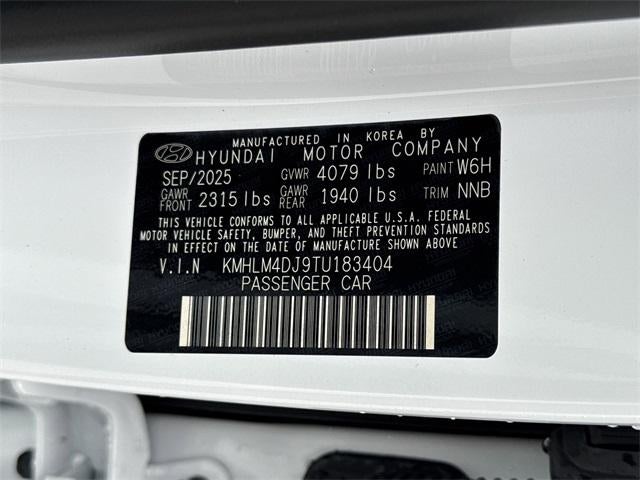 MANUFACTURED IN KOREA BY
HYUNDAI MOTOR COMPANY
SEP/2025 GVWR 4079 lbs PAINT W6H
GAWR FRONT 2315 lbs GAWR REAR 1940 lbs TRIM NNB
THIS VEHICLE CONFORMS TO ALL APPLICABLE U.S.A. FEDERAL
MOTOR VEHICLE SAFETY, BUMPER, AND THEFT PREVENTION STANDARDS
IN EFFECT ON THE DATE OF MANUFACTURE SHOWN ABOVE
V.I.N KMHLM4DJ9TU183404
PASSENGER CAR